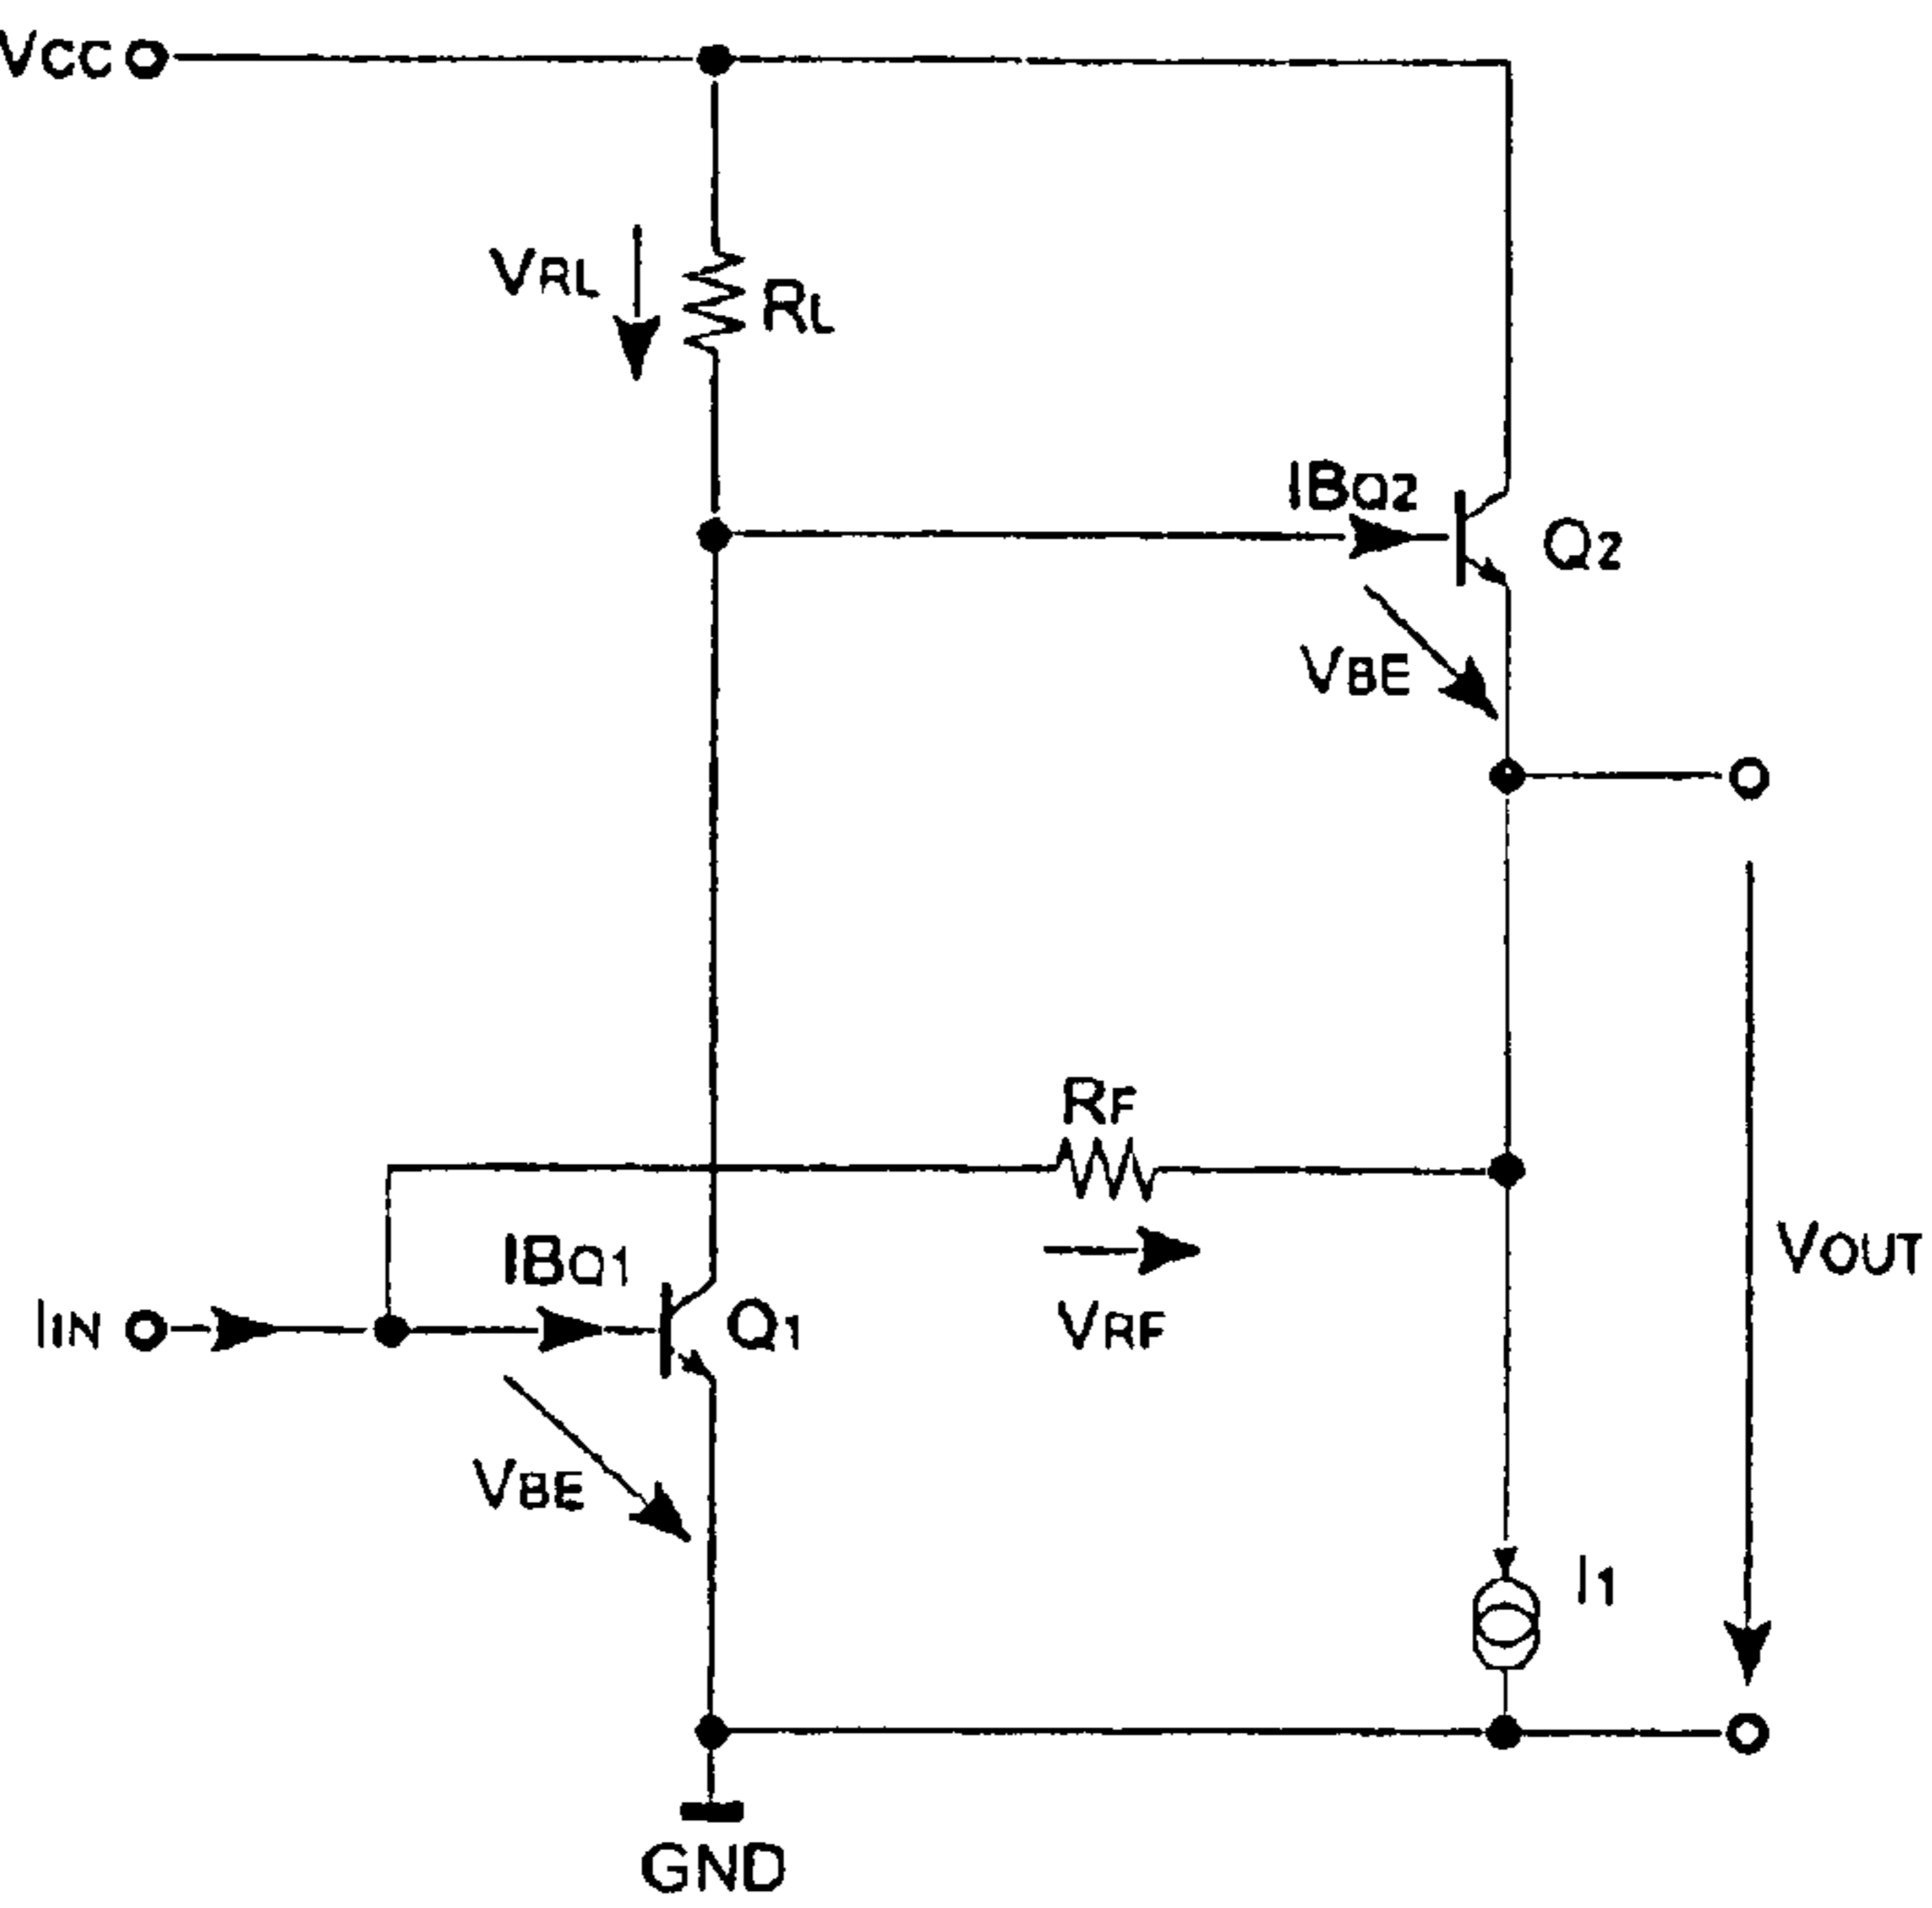 VCC
VRL
RL
IBQ2
Q2
VBE
RF
IBQ1
IIN
Q1
VRF
VOUT
VBE
I1
GND